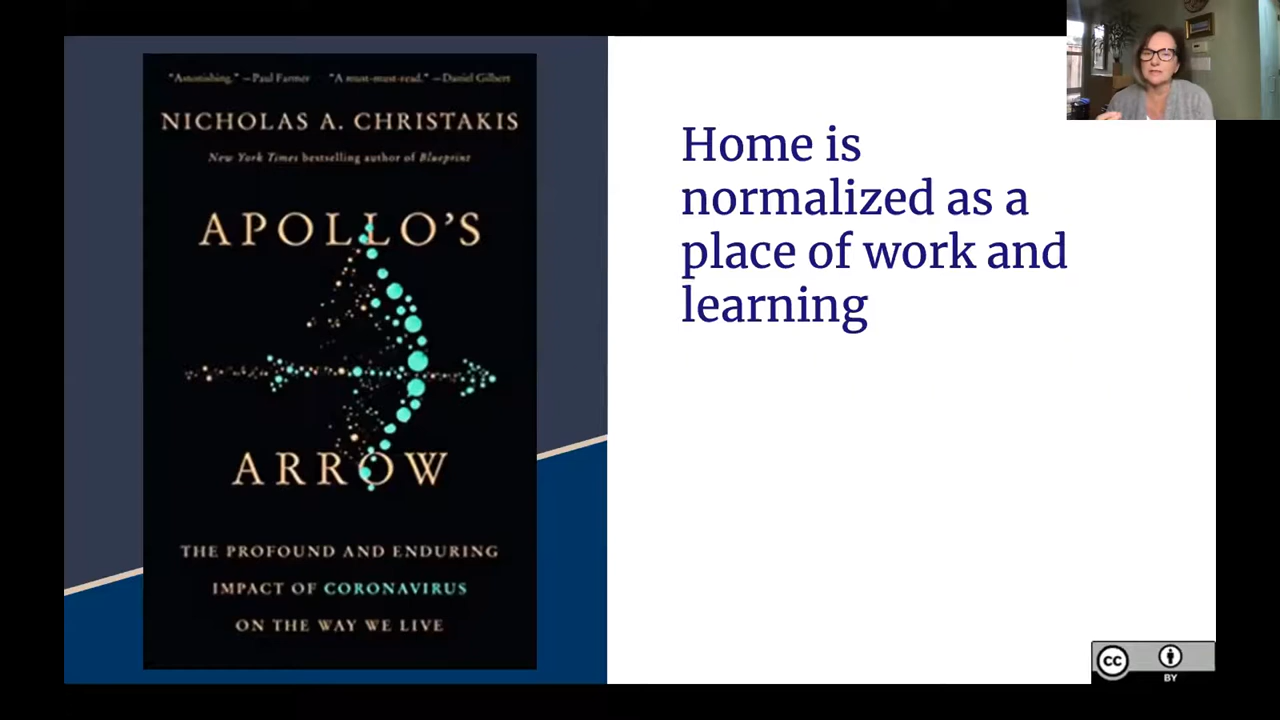 "Astonishing." —Paul Farmer "A must-must-read." —Daniel Gilbert
NICHOLAS A. CHRISTAKIS
New York Times bestselling author of Blueprint
APOLLO'S
ARROW
THE PROFOUND AND ENDURING
IMPACT OF CORONAVIRUS
ON THE WAY WE LIVE
Home is
normalized as a
place of work and
learning
cc
BY